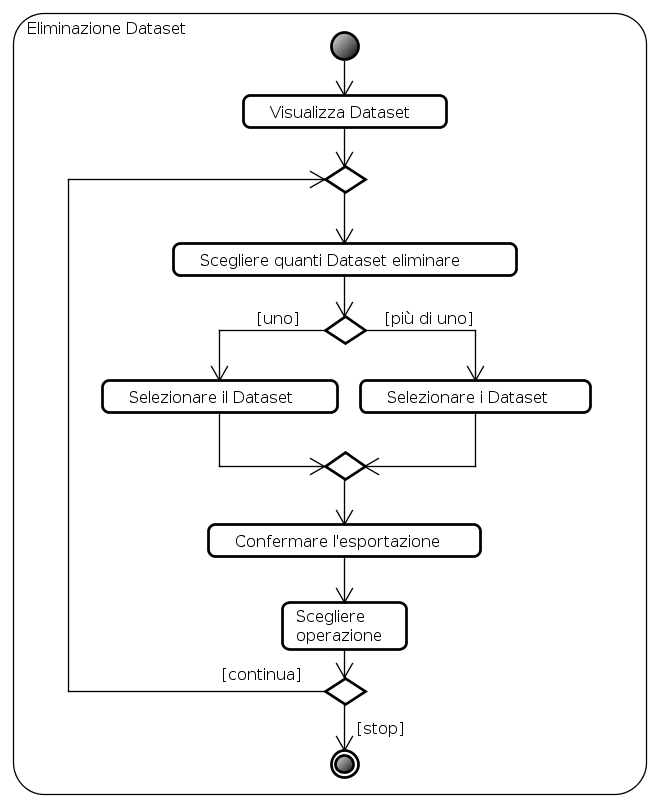 Eliminazione Dataset
Visualizza Dataset
Scegliere quanti Dataset eliminare
[uno]
[più di uno]
Selezionare il Dataset
Selezionare i Dataset
Confermare l'esportazione
Scegliere
operazione
[continua]
[stop]